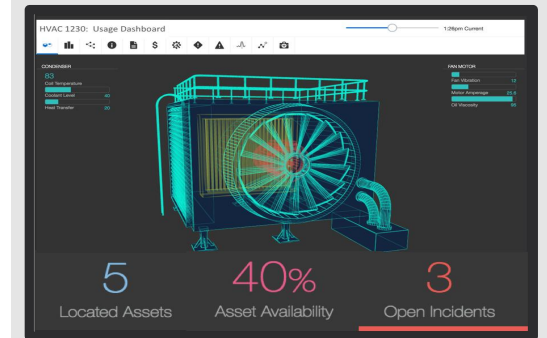 HVAC 1230: Usage Dashboard
1:28pm Current
$
CONDENSER
83
Coil Temperature
Coolant Level 40
Heat Transfer 20
FAN MOTOR
Fan Vibration 12
Motor Amperage 22.8
Oil Viscosity 55
5
Located Assets
40%
Asset Availability
3
Open Incidents